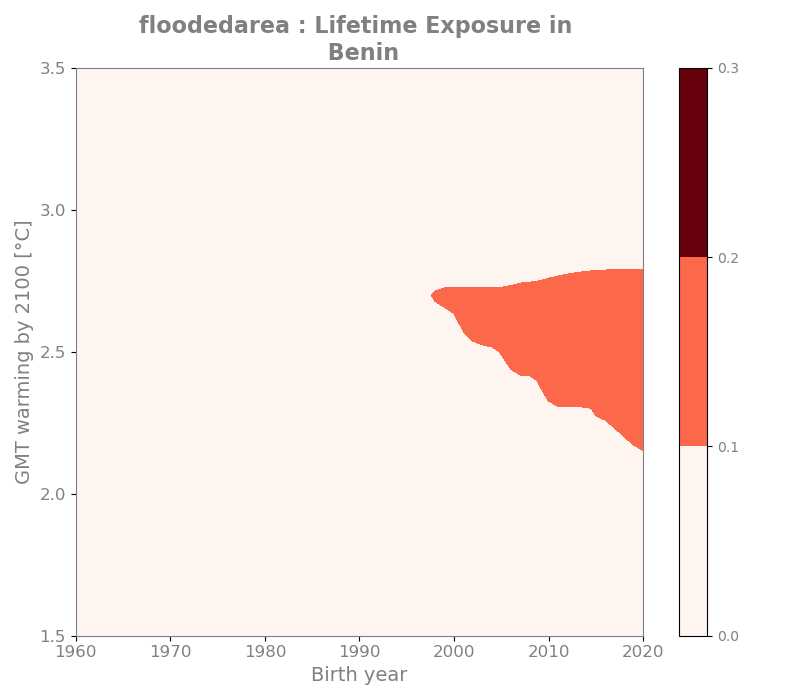 floodedarea : Lifetime Exposure in
Benin
3.5
3.0
2.5
2.0
1.5
GMT warming by 2100 [°C]
1960 1970 1980 1990 2000 2010 2020
Birth year
0.3
0.2
0.1
0.0